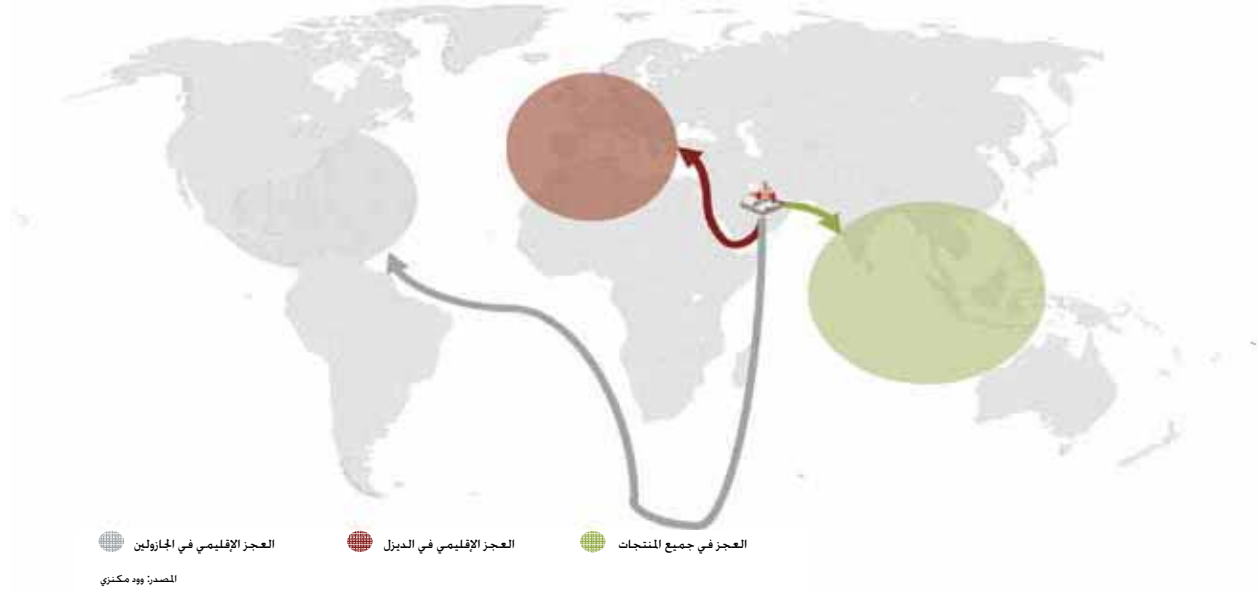 العجز في جميع المنتجات
العجز الإقليمي في الديزل
العجز الإقليمي في الجازولين
المصدر: وود مكنزي